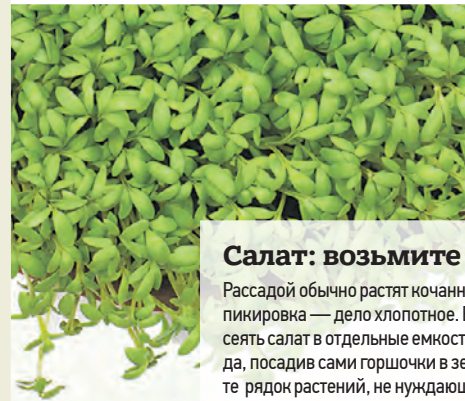 Салат: возьмите
Рассадой обычно растят кочанн
пикировка — дело хлопотное.
сеять салат в отдельные емкост
да, посадив сами горшочки в зе
те рядок растений, не нуждающ